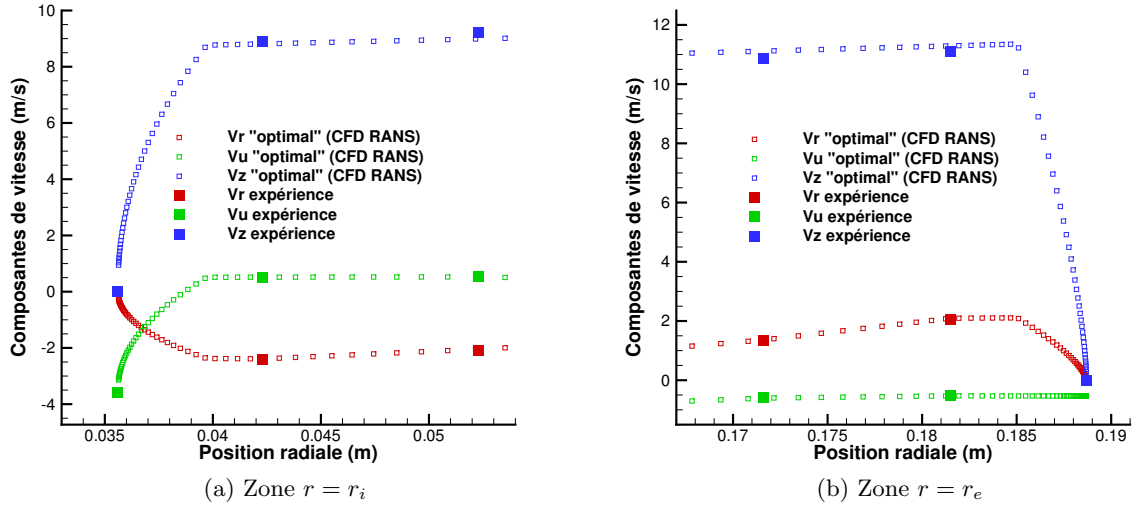 Composantes de vitesse (m/s)
10
8
6
4
2
0
-2
-4
Vr "optimal" (CFD RANS)
Vu "optimal" (CFD RANS)
Vz "optimal" (CFD RANS)
Vr expérience
Vu expérience
Vz expérience
0.035 0.04 0.045 0.05
Position radiale (m)
(a) Zone r = r_i
Composantes de vitesse (m/s)
12
10
8
6
4
2
0
Vr "optimal" (CFD RANS)
Vu "optimal" (CFD RANS)
Vz "optimal" (CFD RANS)
Vr expérience
Vu expérience
Vz expérience
0.17 0.175 0.18 0.185 0.19
Position radiale (m)
(b) Zone r = r_e